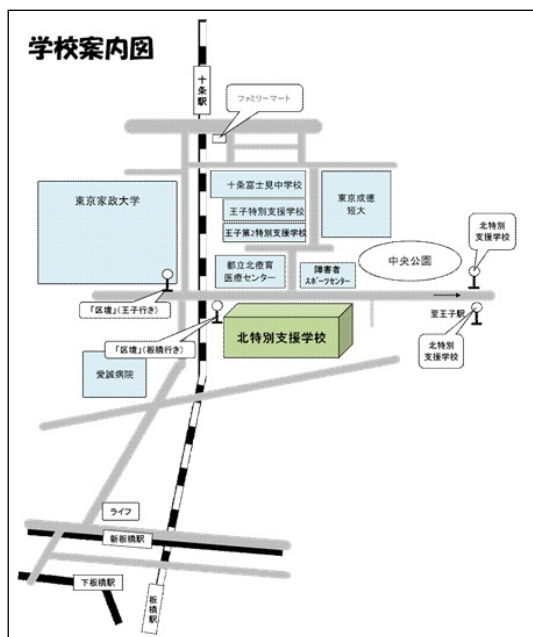 学校案内図
十条駅
ファミリーマート
東京家政大学
十条富士見中学校
王子特別支援学校
王子第2特別支援学校
東京成徳
短大
北特別
支援学校
中央公園
都立北療育
医療センター
障害者
スポーツセンター
「区境」(王子行き)
至王子駅
北特別支援学校
「区境」(板橋行き)
北特別
支援学校
愛誠病院
ライフ
新板橋駅
下板橋駅
板橋駅